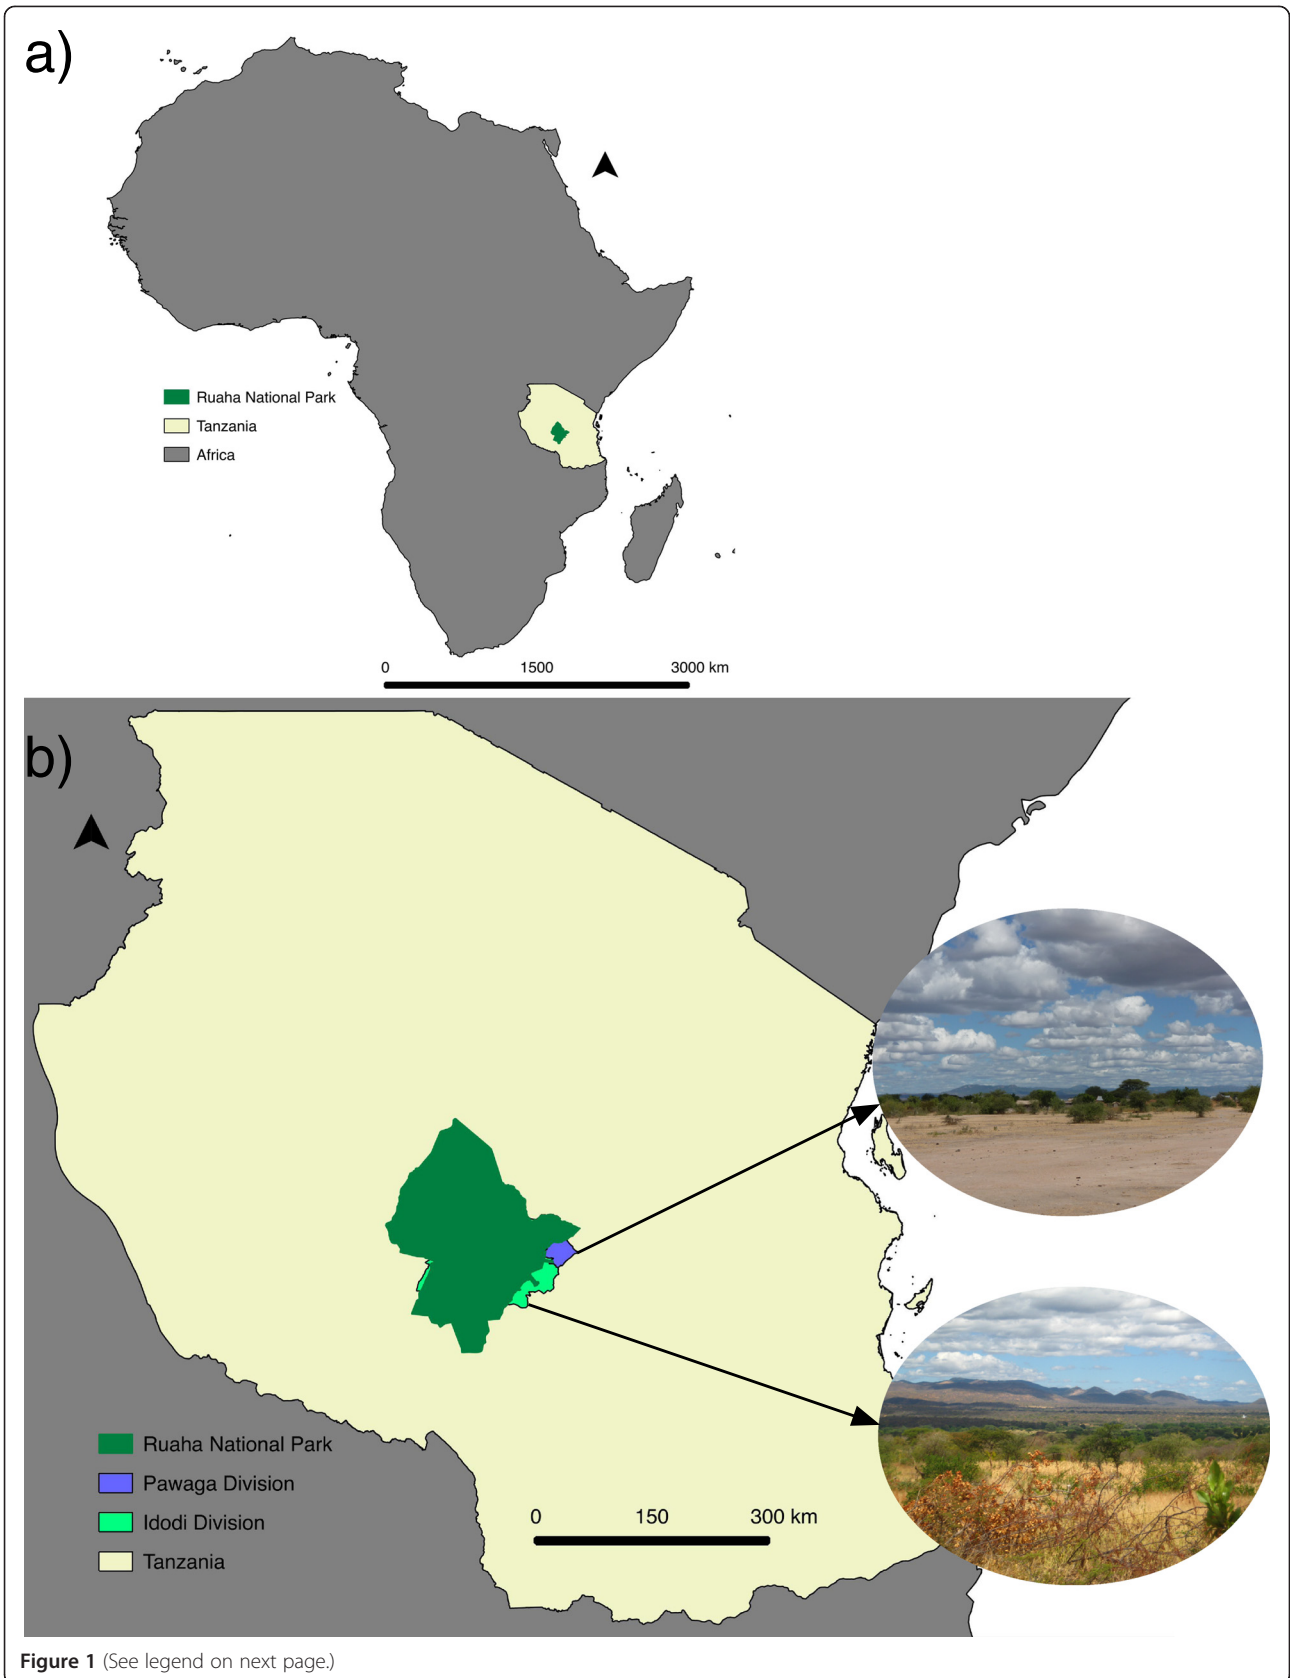 a)
Ruaha National Park
Tanzania
Africa
0 1500 3000 km
b)
Ruaha National Park
Pawaga Division
Idodi Division
Tanzania
0 150 300 km
Figure 1 (See legend on next page.)